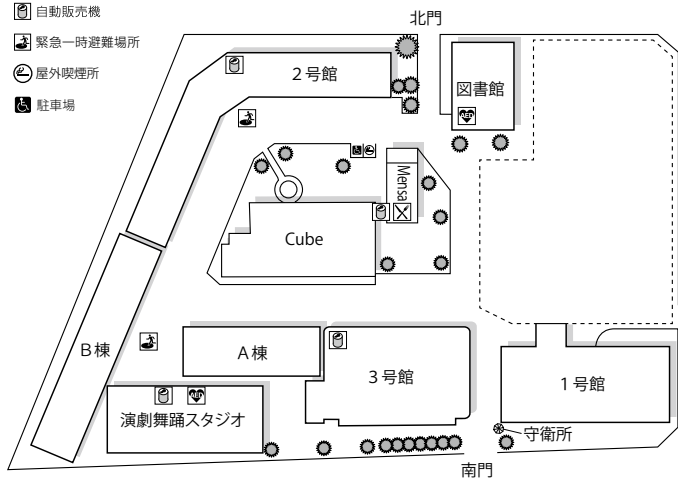 自動販売機
緊急一時避難場所
屋外喫煙所
駐車場
北門
2号館
図書館
AED
Mensa
Cube
B棟
A棟
3号館
1号館
AED
演劇舞踊スタジオ
守衛所
南門